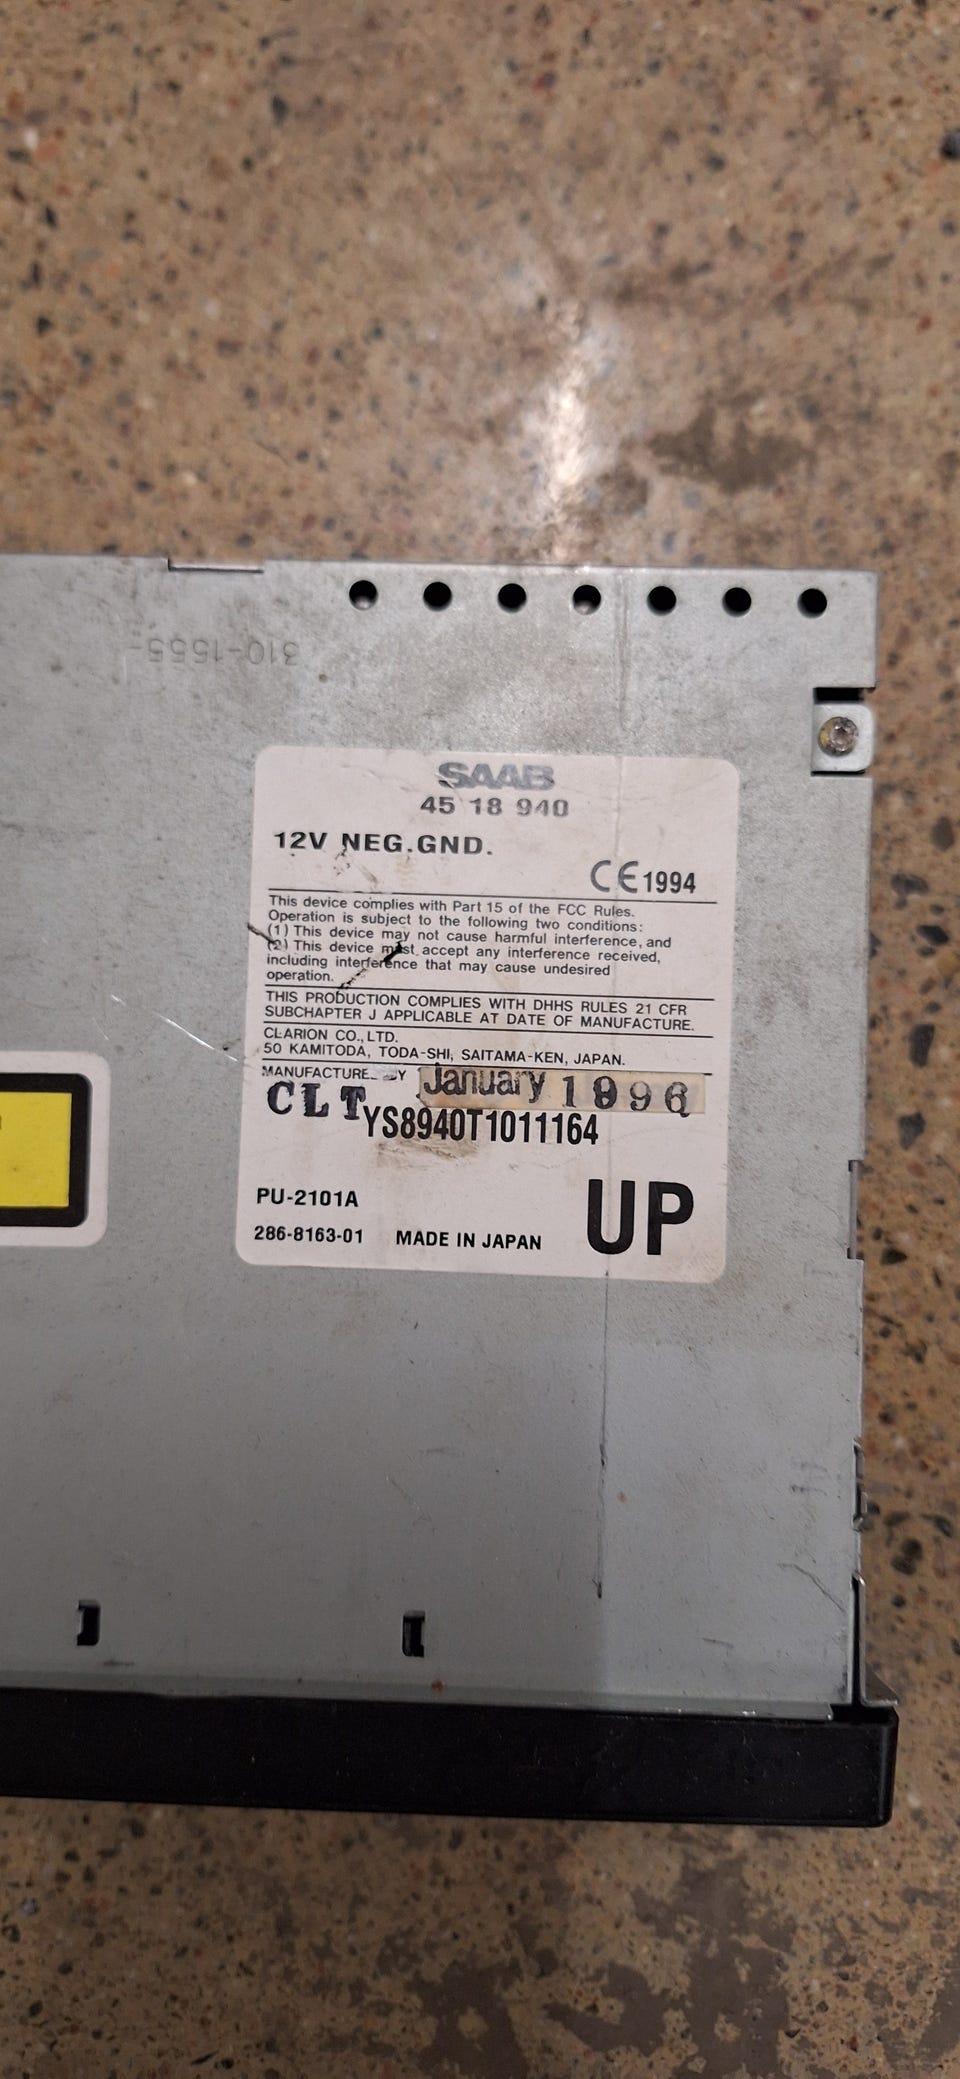 310-1555-
SAAB
45 18 940
12V NEG.GND.
CE 1994
This device complies with Part 15 of the FCC Rules.
Operation is subject to the following two conditions:
(1) This device may not cause harmful interference, and
(2) This device must accept any interference received,
including interference that may cause undesired
operation.
THIS PRODUCTION COMPLIES WITH DHHS RULES 21 CFR
SUBCHAPTER J APPLICABLE AT DATE OF MANUFACTURE.
CLARION CO., LTD.
50 KAMITODA, TODA-SHI, SAITAMA-KEN, JAPAN.
MANUFACTURE BY January 1996
CLT YS8940T1011164
PU-2101A
UP
286-8163-01 MADE IN JAPAN